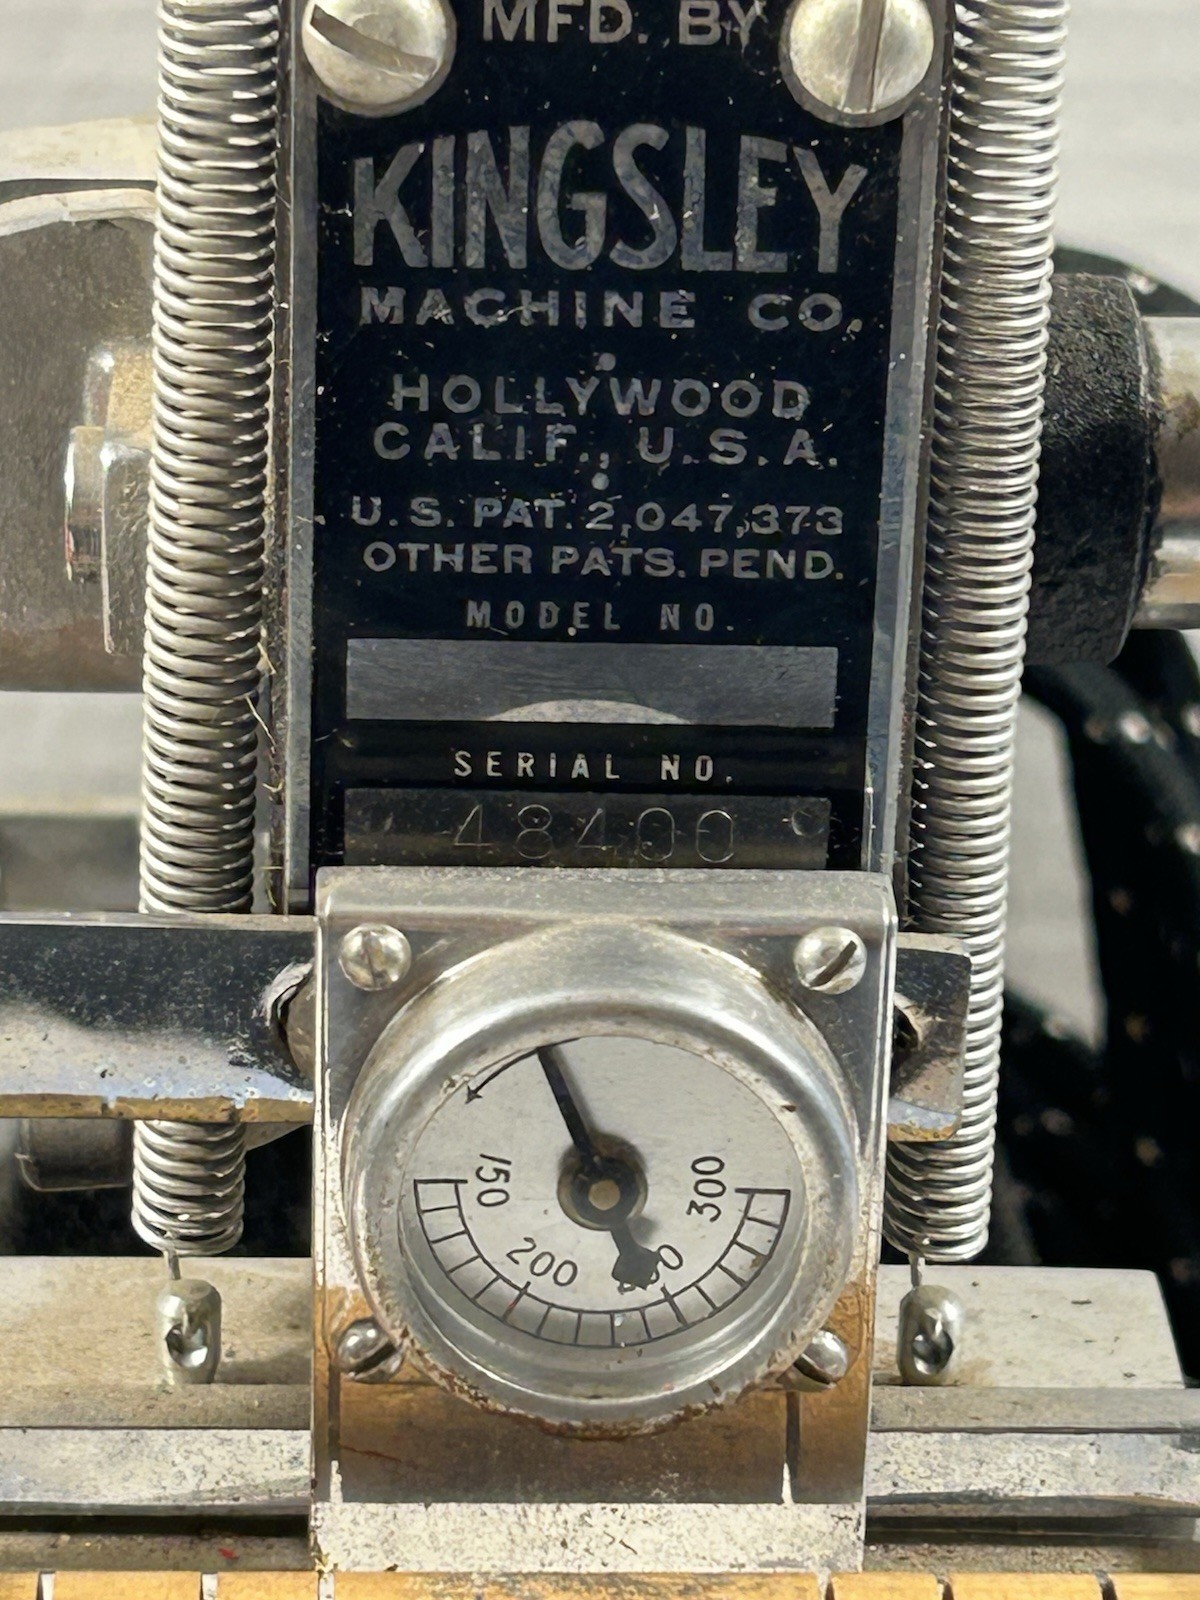 MFD. BY
KINGSLEY
MACHINE CO.
HOLLYWOOD
CALIF., U.S.A.
U.S. PAT. 2,047,373
OTHER PATS. PEND.
MODEL NO.
SERIAL NO.
48400
150
200
300